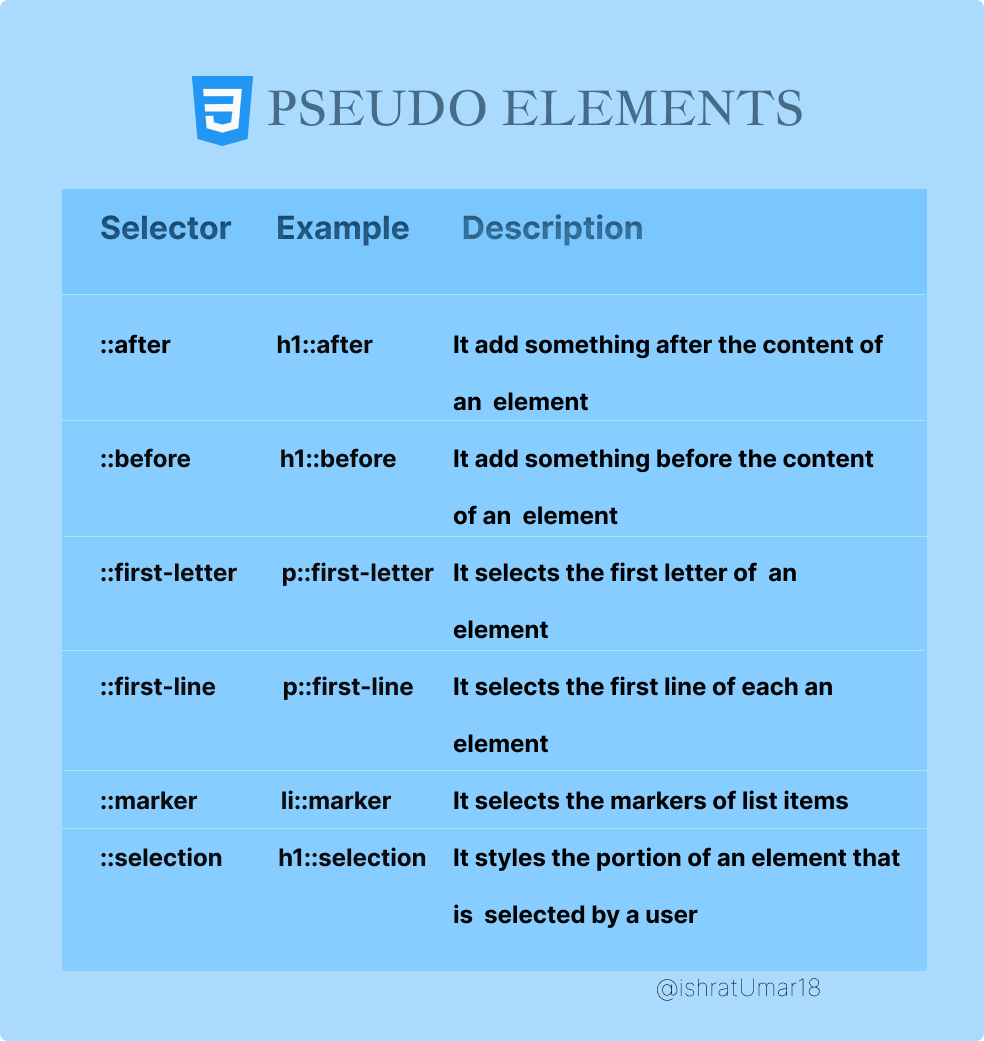 PSEUDO ELEMENTS
Selector Example Description
::after h1::after It add something after the content of
an element
::before h1::before It add something before the content
of an element
::first-letter p::first-letter It selects the first letter of an
element
::first-line p::first-line It selects the first line of each an
element
::marker li::marker It selects the markers of list items
::selection h1::selection It styles the portion of an element that
is selected by a user
@ishratUmar18